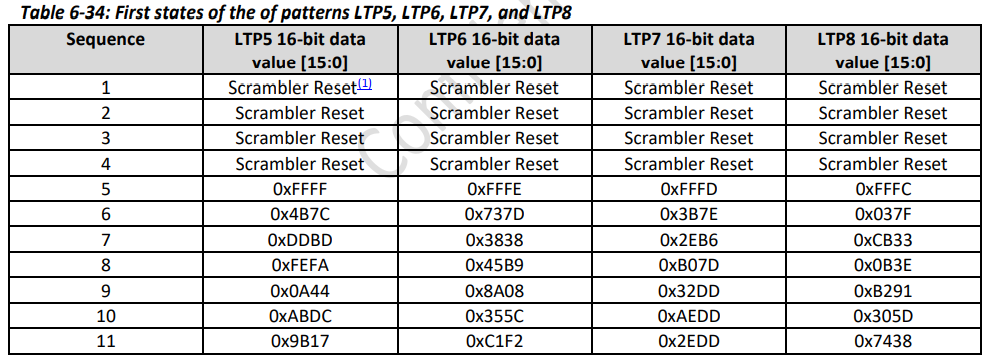 Table 6-34: First states of the of patterns LTP5, LTP6, LTP7, and LTP8
Sequence LTP5 16-bit data value [15:0] LTP6 16-bit data value [15:0] LTP7 16-bit data value [15:0] LTP8 16-bit data value [15:0]
1 Scrambler Reset(1) Scrambler Reset Scrambler Reset Scrambler Reset
2 Scrambler Reset Scrambler Reset Scrambler Reset Scrambler Reset
3 Scrambler Reset Scrambler Reset Scrambler Reset Scrambler Reset
4 Scrambler Reset Scrambler Reset Scrambler Reset Scrambler Reset
5 0xFFFF 0xFFFE 0xFFFD 0xFFFC
6 0x4B7C 0x737D 0x3B7E 0x037F
7 0xDDBD 0x3838 0x2EB6 0xCB33
8 0xFEFA 0x45B9 0xB07D 0x0B3E
9 0x0A44 0x8A08 0x32DD 0xB291
10 0xABDC 0x355C 0xAEDD 0x305D
11 0x9B17 0xC1F2 0x2EDD 0x7438